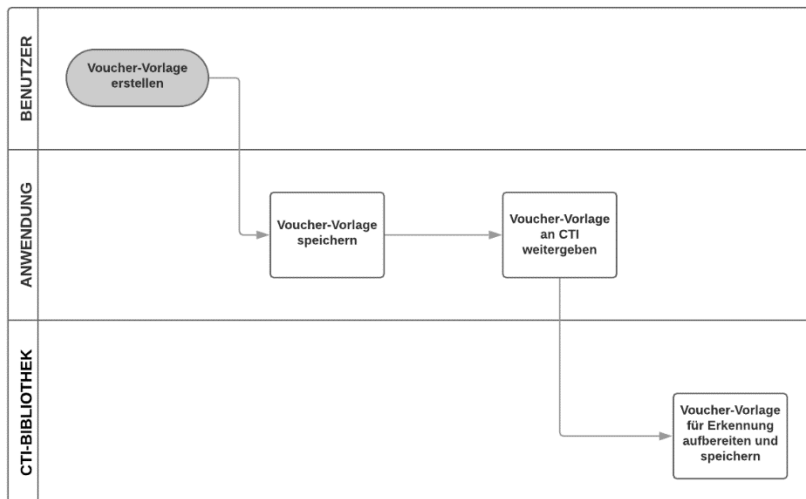 BENUTZER
Voucher-Vorlage
erstellen
ANWENDUNG
Voucher-Vorlage
speichern
Voucher-Vorlage
an CTI
weitergeben
CTI-BIBLIOTHEK
Voucher-Vorlage
für Erkennung
aufbereiten und
speichern